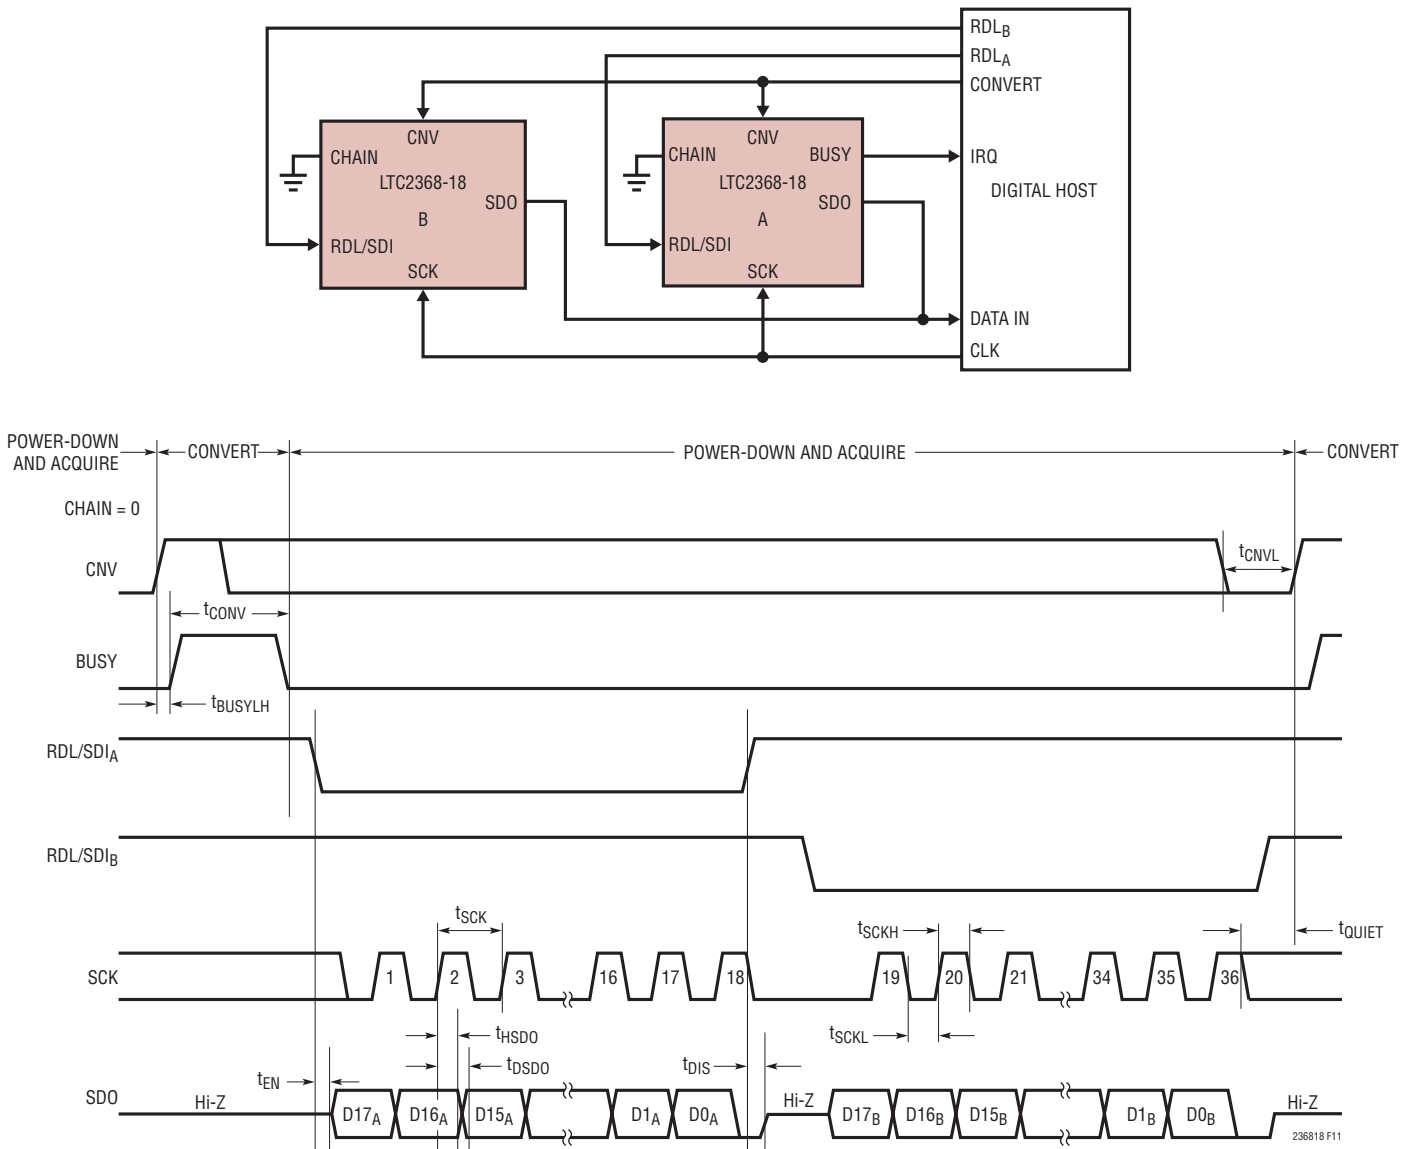 RDLB
RDLA
CONVERT
CNV
CHAIN
LTC2368-18
B
SDO
RDL/SDI
SCK
CNV
CHAIN
BUSY
LTC2368-18
A
SDO
RDL/SDI
SCK
IRQ
DIGITAL HOST
DATA IN
CLK
POWER-DOWN
AND ACQUIRE
CONVERT
POWER-DOWN AND ACQUIRE
CONVERT
CHAIN = 0
CNV
tCNVL
tCONV
BUSY
tBUSYLH
RDL/SDIA
RDL/SDIB
tSCK
tSCKH
tQUIET
SCK
1 2 3 16 17 18 19 20 21 34 35 36
tHSDO
tSCKL
tDSDO
tDIS
tEN
SDO
Hi-Z D17A D16A D15A D1A D0A Hi-Z D17B D16B D15B D1B D0B Hi-Z
236818 F11